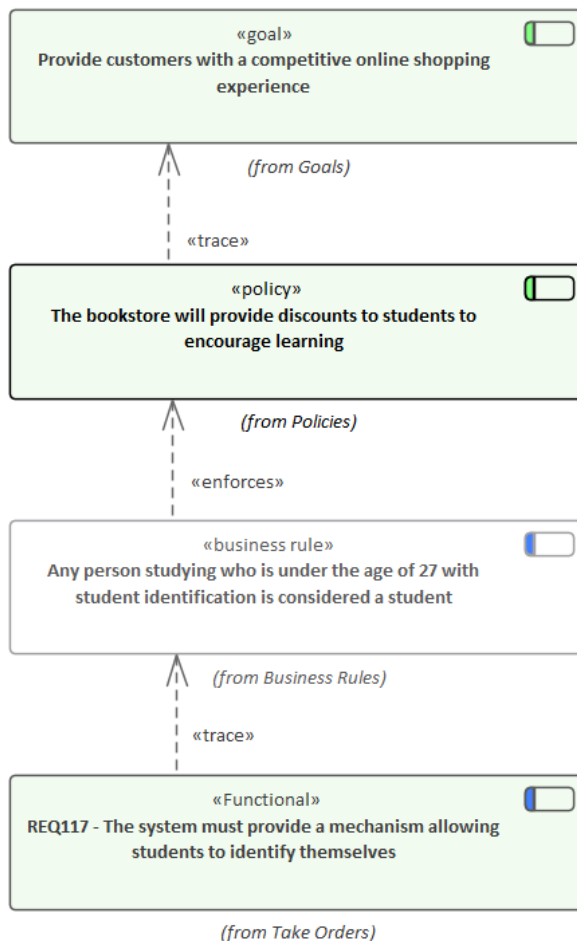 «goal»
Provide customers with a competitive online shopping
experience
(from Goals)
«trace»
«policy»
The bookstore will provide discounts to students to
encourage learning
(from Policies)
«enforces»
«business rule»
Any person studying who is under the age of 27 with
student identification is considered a student
(from Business Rules)
«trace»
«Functional»
REQ117 - The system must provide a mechanism allowing
students to identify themselves
(from Take Orders)